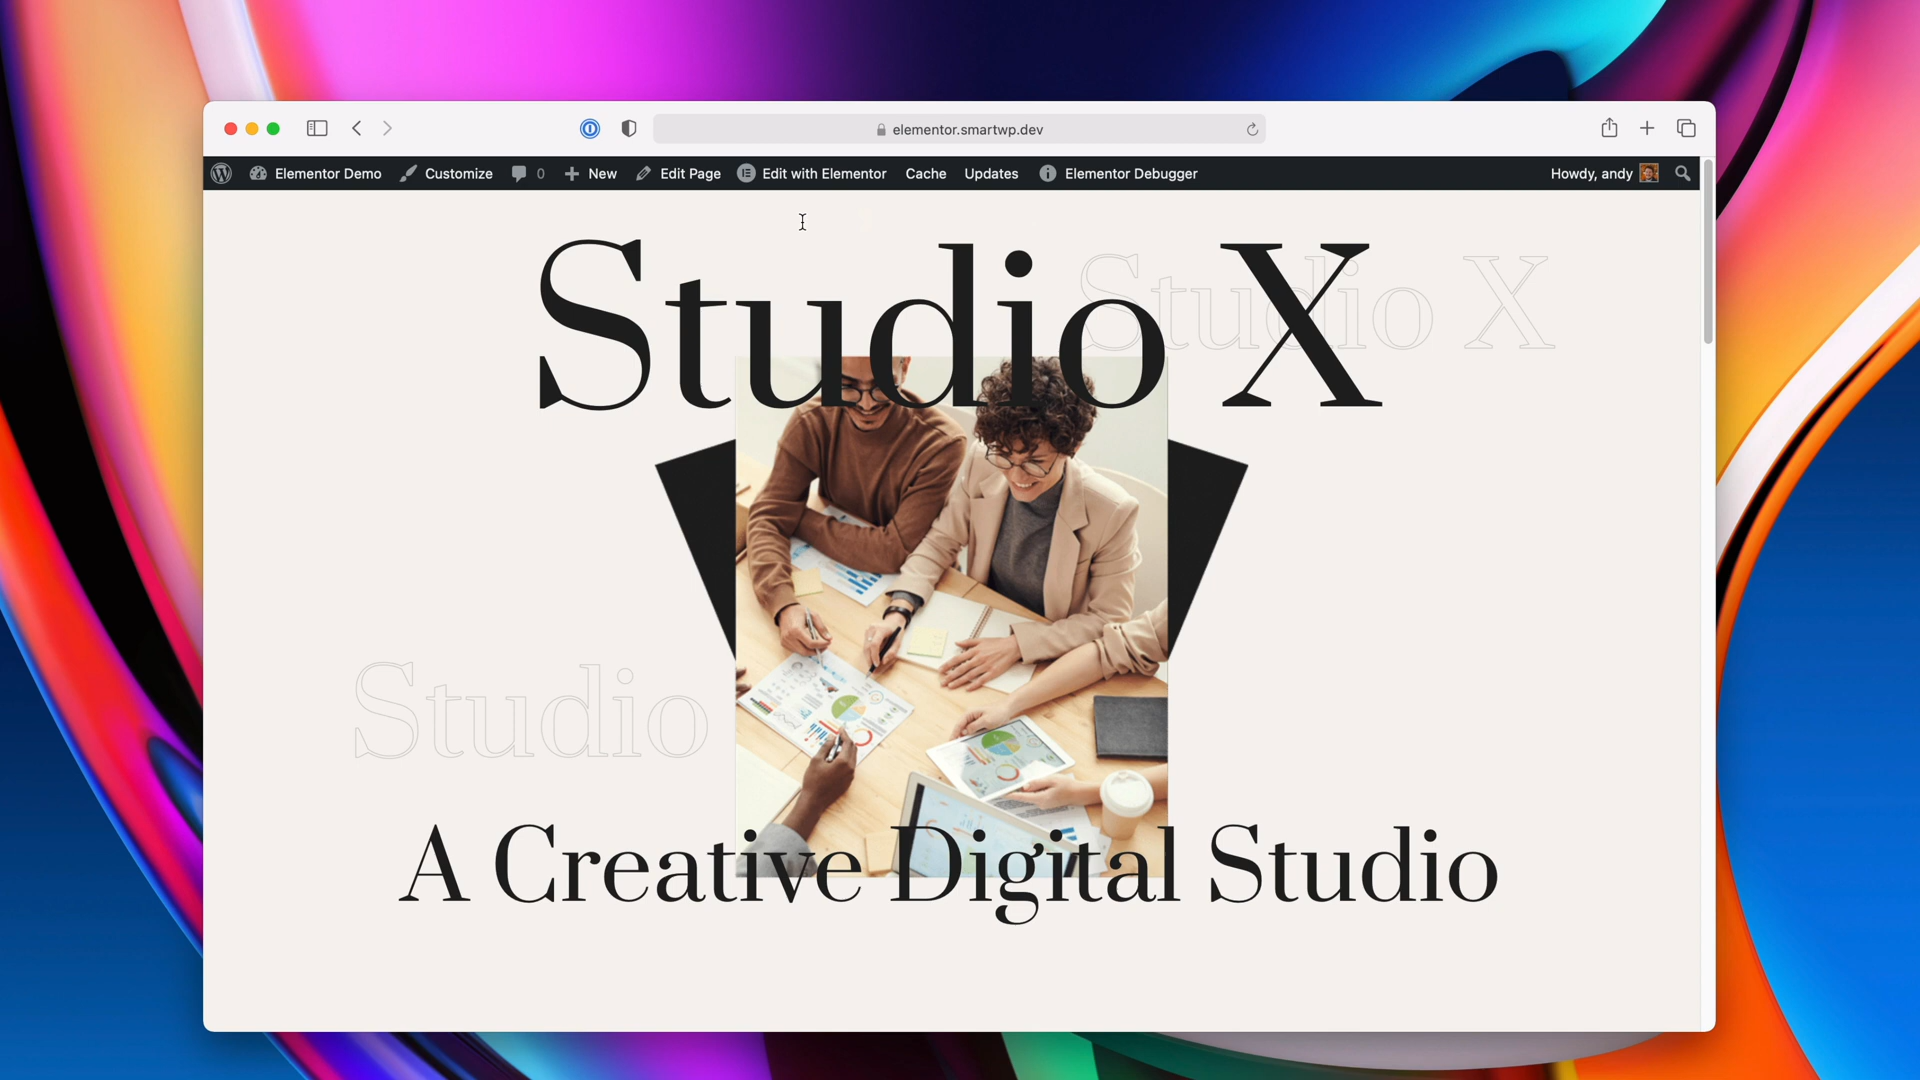 elementor.smartwp.dev
Elementor Demo Customize 0 New Edit Page Edit with Elementor Cache Updates Elementor Debugger Howdy, andy
Studio X
Studio X
Studio
A Creative Digital Studio